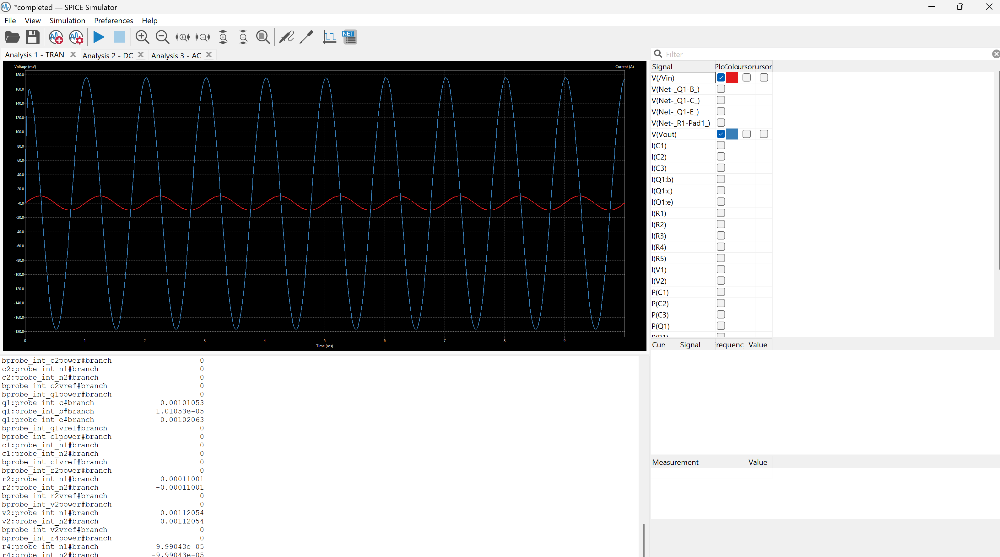 *completed — SPICE Simulator
File View Simulation Preferences Help
NET
Analysis 1 - TRAN Analysis 2 - DC Analysis 3 - AC
Voltage (mV)
Current (A)
180.0
160.0
140.0
120.0
100.0
80.0
60.0
40.0
20.0
-0.0
-20.0
-40.0
-60.0
-80.0
-100.0
-120.0
-140.0
-160.0
-180.0
0 1 2 3 4 5 6 7 8 9
Time (ms)
bprobe_int_c2power#branch 0
c2:probe_int_n1#branch 0
c2:probe_int_n2#branch 0
bprobe_int_c2vref#branch 0
bprobe_int_q1power#branch 0
q1:probe_int_c#branch 0.00101053
q1:probe_int_b#branch 1.01053e-05
q1:probe_int_e#branch -0.00102063
bprobe_int_q1vref#branch 0
bprobe_int_c1power#branch 0
c1:probe_int_n1#branch 0
c1:probe_int_n2#branch 0
bprobe_int_c1vref#branch 0
bprobe_int_r2power#branch 0
r2:probe_int_n1#branch 0.00011001
r2:probe_int_n2#branch -0.00011001
bprobe_int_r2vref#branch 0
bprobe_int_v2power#branch 0
v2:probe_int_n1#branch -0.00112054
v2:probe_int_n2#branch 0.00112054
bprobe_int_v2vref#branch 0
bprobe_int_r4power#branch 0
r4:probe_int_n1#branch 9.99043e-05
r4:probe_int_n2#branch -9.99043e-05
Filter
Signal Plo Colo ursor ursor
V(/Vin)
V(Net-_Q1-B_)
V(Net-_Q1-C_)
V(Net-_Q1-E_)
V(Net-_R1-Pad1_)
V(Vout)
I(C1)
I(C2)
I(C3)
I(Q1:b)
I(Q1:c)
I(Q1:e)
I(R1)
I(R2)
I(R3)
I(R4)
I(R5)
I(V1)
I(V2)
P(C1)
P(C2)
P(C3)
P(Q1)
P(R1)
Curs Signal requenc Value
Measurement Value